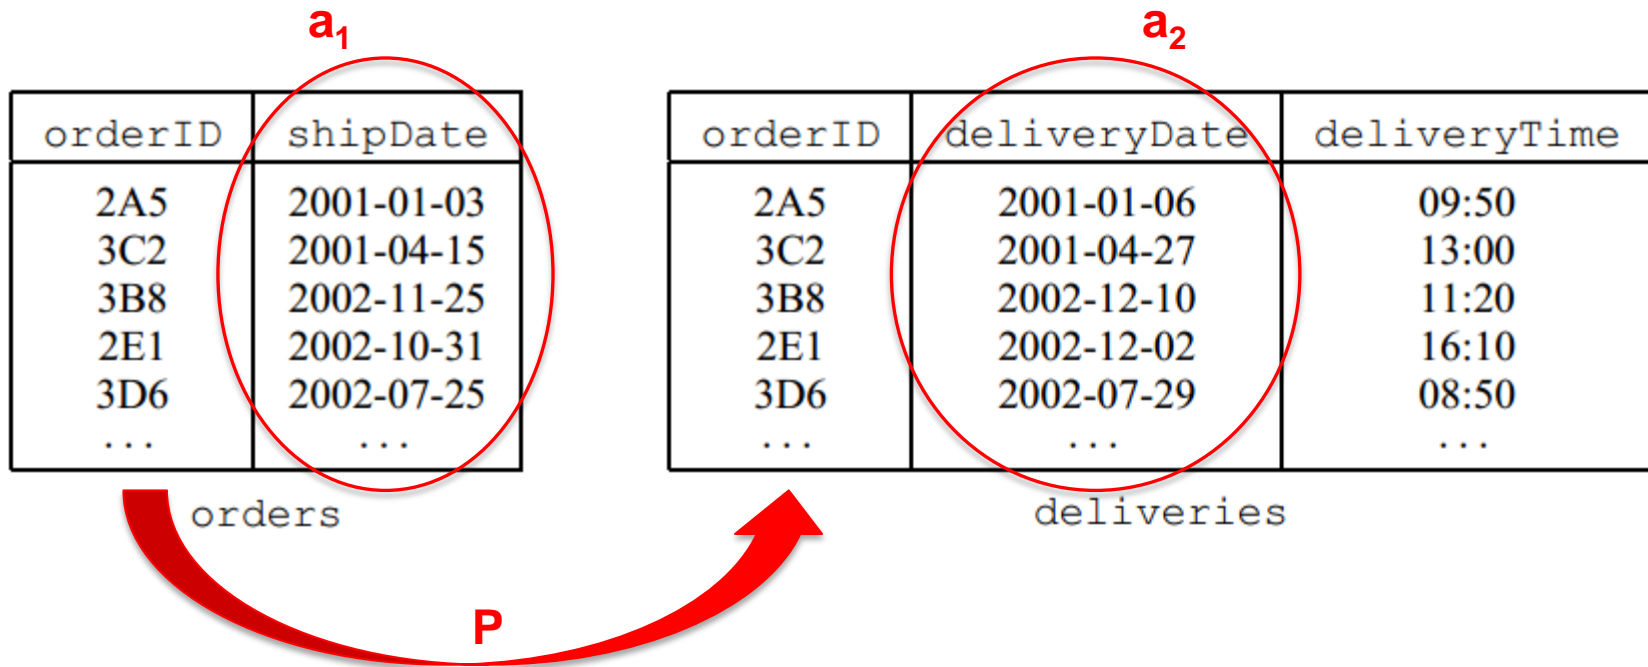 a1 a2
orderID shipDate orderID deliveryDate deliveryTime
2A5 2001-01-03 2A5 2001-01-06 09:50
3C2 2001-04-15 3C2 2001-04-27 13:00
3B8 2002-11-25 3B8 2002-12-10 11:20
2E1 2002-10-31 2E1 2002-12-02 16:10
3D6 2002-07-25 3D6 2002-07-29 08:50
... ... ... ... ...
orders deliveries
P